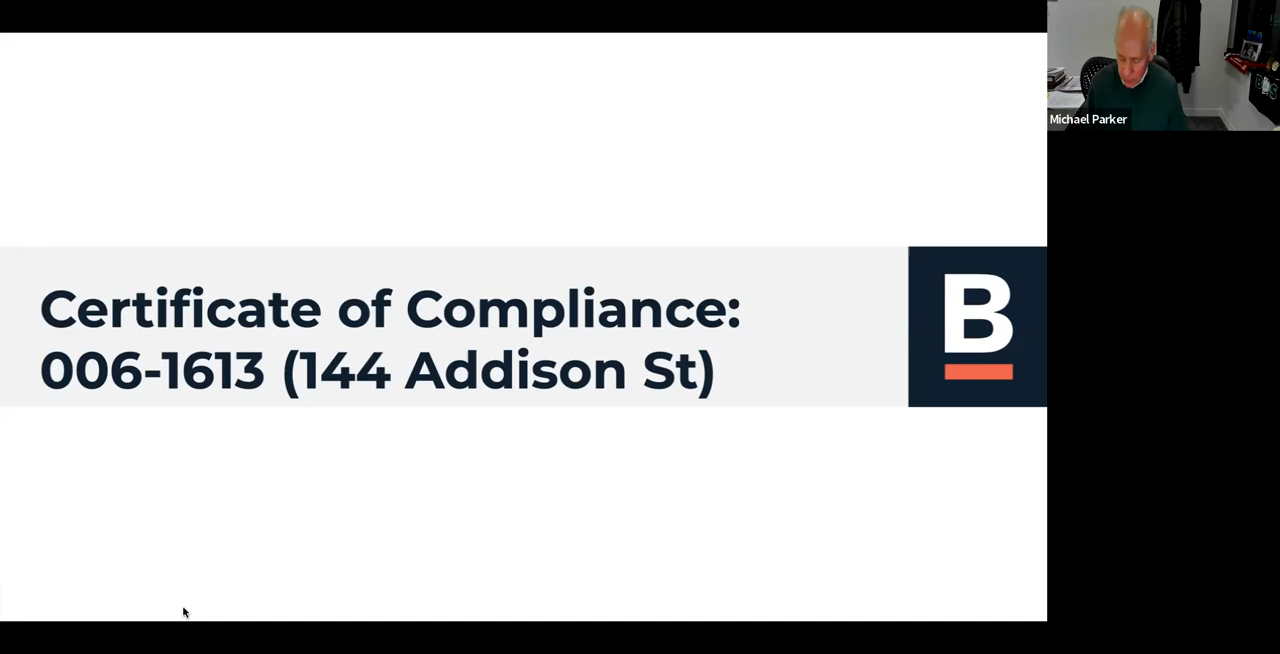 Certificate of Compliance:
006-1613 (144 Addison St)
B
Michael Parker